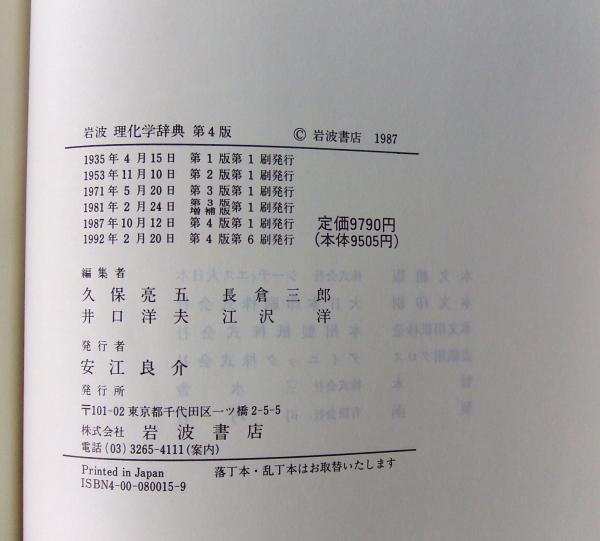 岩波 理化学辞典 第4版 © 岩波書店 1987
1935年4月15日 第1版第1刷発行
1953年11月10日 第2版第1刷発行
1971年5月20日 第3版第1刷発行
1981年2月24日 第3版増補版第1刷発行
1987年10月12日 第4版第1刷発行
1992年2月20日 第4版第6刷発行
定価9790円
(本体9505円)
編集者
久保亮五 長倉三郎
井口洋夫 江沢洋
発行者
安江良介
発行所
〒101-02 東京都千代田区一ツ橋2-5-5
株式会社 岩波書店
電話 (03) 3265-4111 (案内)
Printed in Japan 落丁本・乱丁本はお取替いたします
ISBN4-00-080015-9